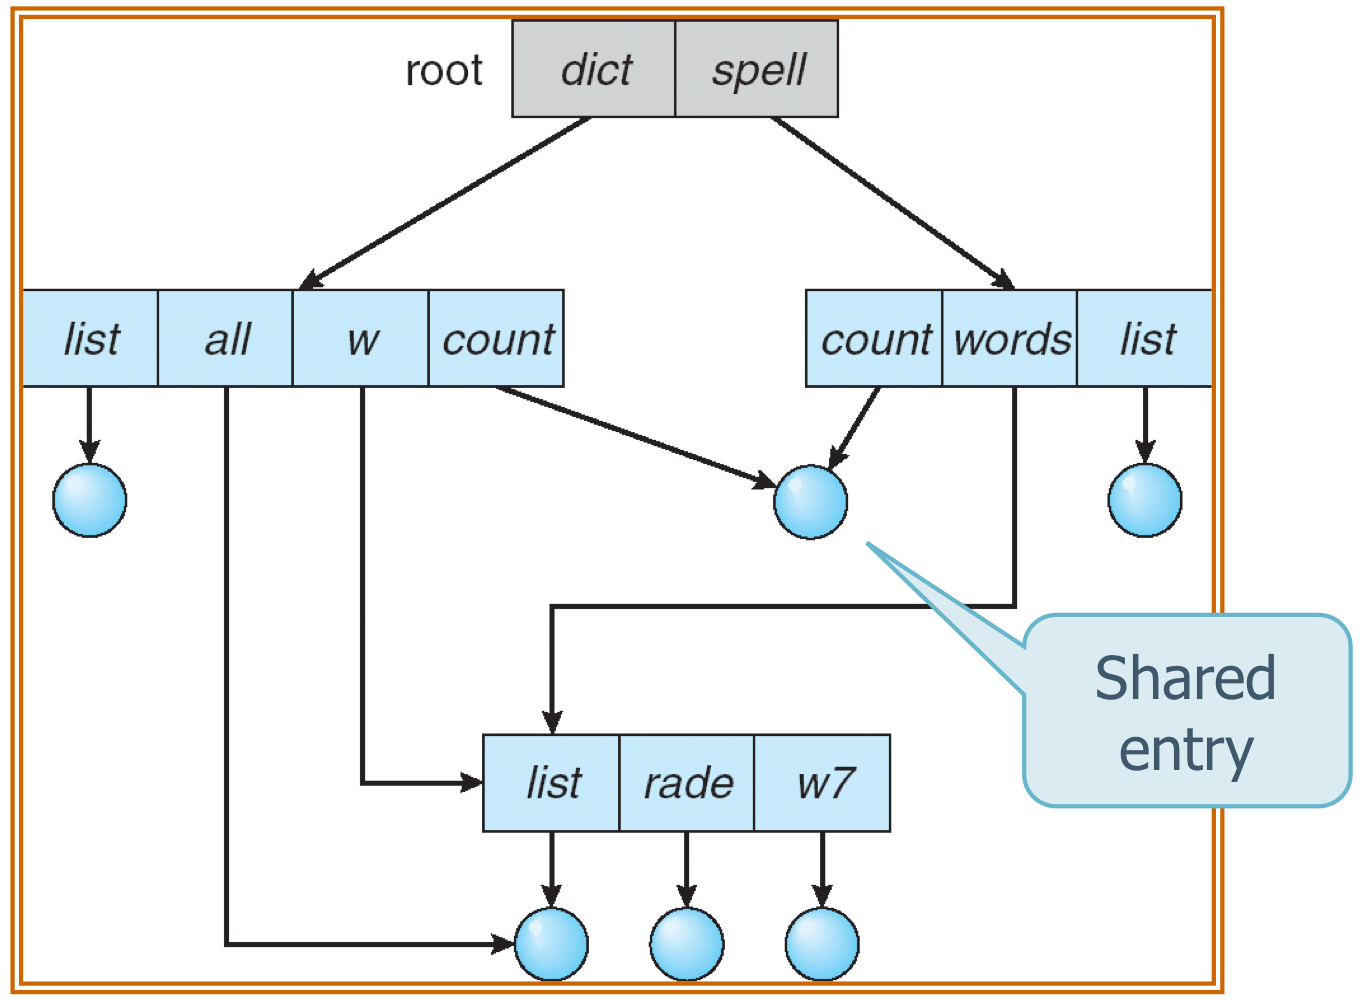 root dict spell
list all w count count words list
Shared
entry
list rade w7